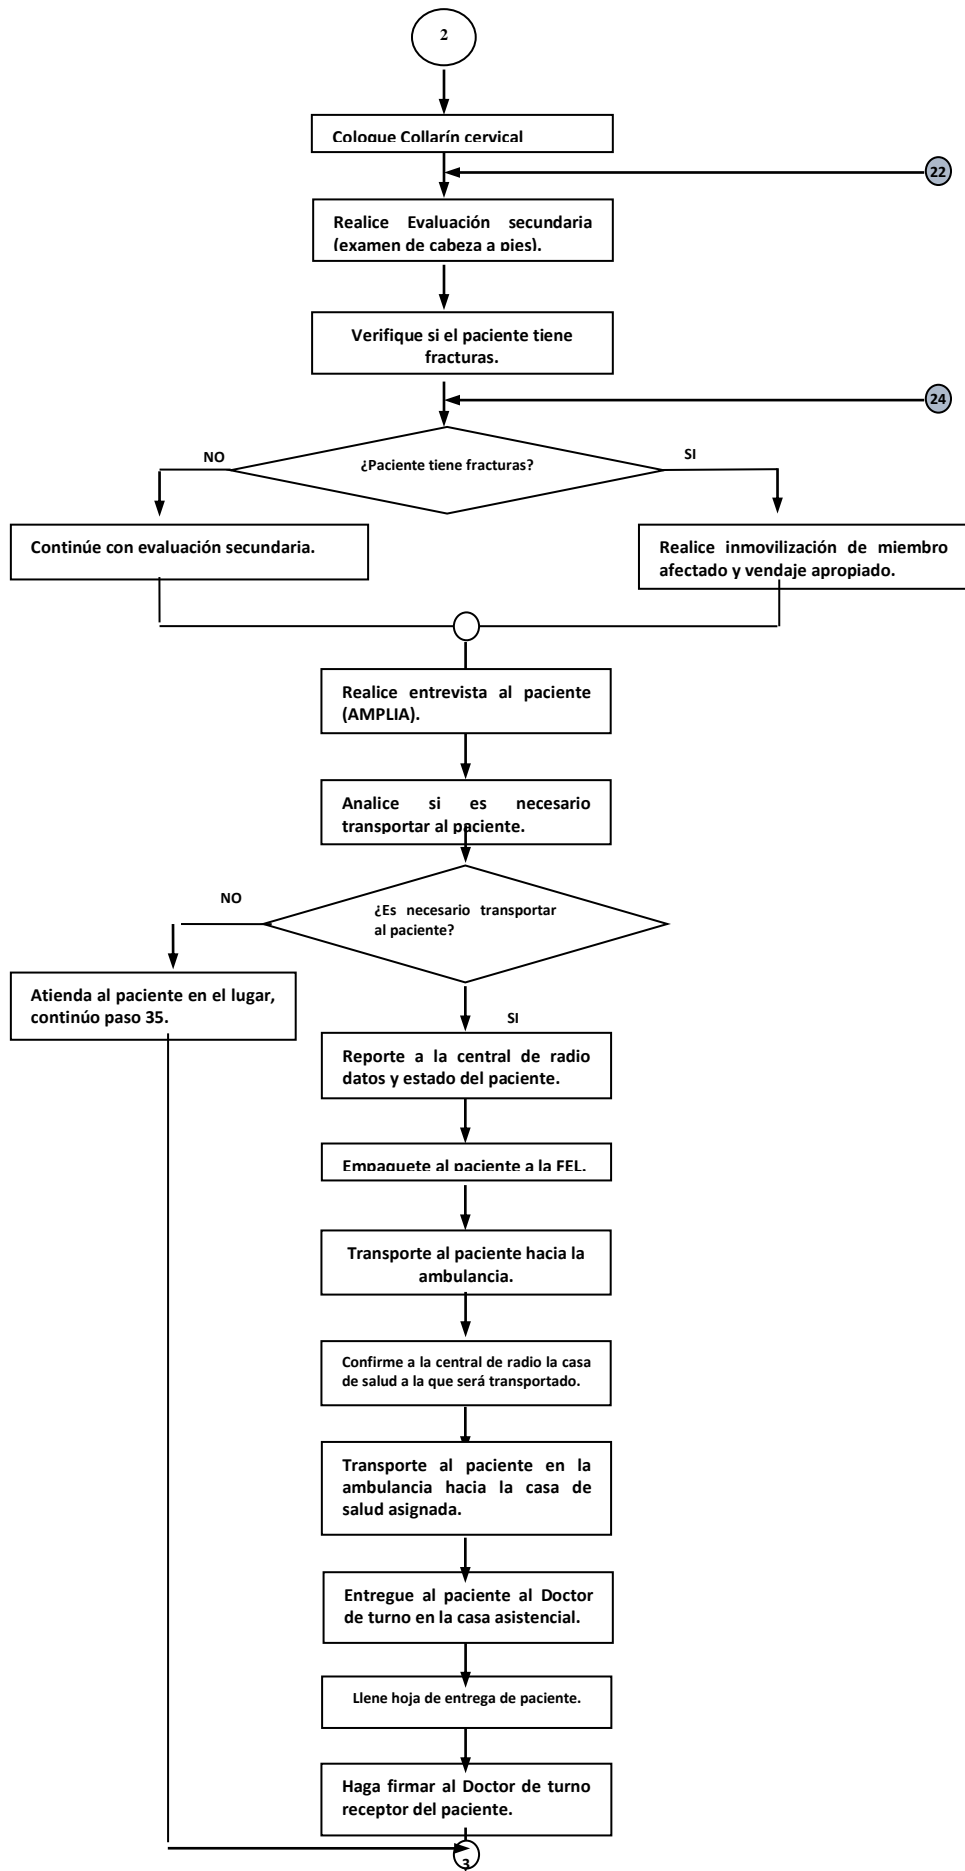 2
Coloque Collarín cervical
22
Realice Evaluación secundaria
(examen de cabeza a pies).
Verifique si el paciente tiene
fracturas.
24
NO
¿Paciente tiene fracturas?
SI
Continúe con evaluación secundaria.
Realice inmovilización de miembro
afectado y vendaje apropiado.
Realice entrevista al paciente
(AMPLIA).
Analice si es necesario
transportar al paciente.
NO
¿Es necesario transportar
al paciente?
Atienda al paciente en el lugar,
continúo paso 35.
SI
Reporte a la central de radio
datos y estado del paciente.
Empaquete al paciente a la FEL.
Transporte al paciente hacia la
ambulancia.
Confirme a la central de radio la casa
de salud a la que será transportado.
Transporte al paciente en la
ambulancia hacia la casa de
salud asignada.
Entregue al paciente al Doctor
de turno en la casa asistencial.
Llene hoja de entrega de paciente.
Haga firmar al Doctor de turno
receptor del paciente.
3